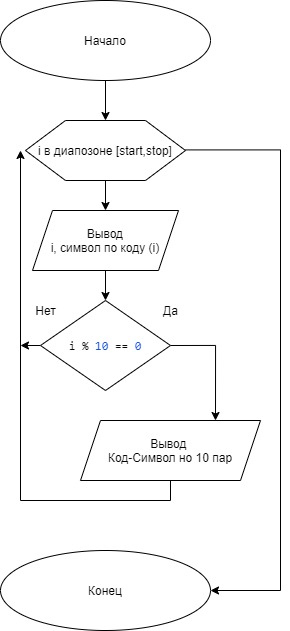 Начало
i в диапозоне [start,stop]
Вывод
i, символ по коду (i)
Нет
Да
i % 10 == 0
Вывод
Код-Символ но 10 пар
Конец